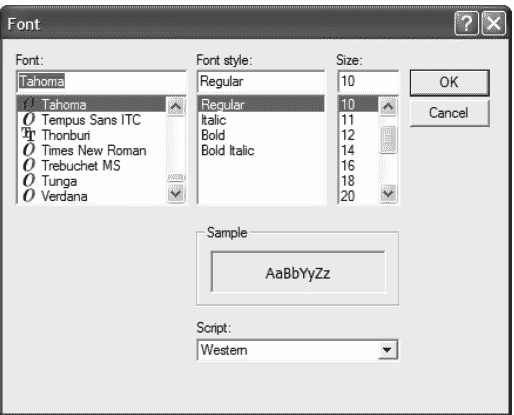 Font
Font:
Tahoma
Tahoma
Tempus Sans ITC
Thonburi
Times New Roman
Trebuchet MS
Tunga
Verdana
Font style:
Regular
Regular
Italic
Bold
Bold Italic
Size:
10
10
11
12
14
16
18
20
OK
Cancel
Sample
AaBbYyZz
Script:
Western